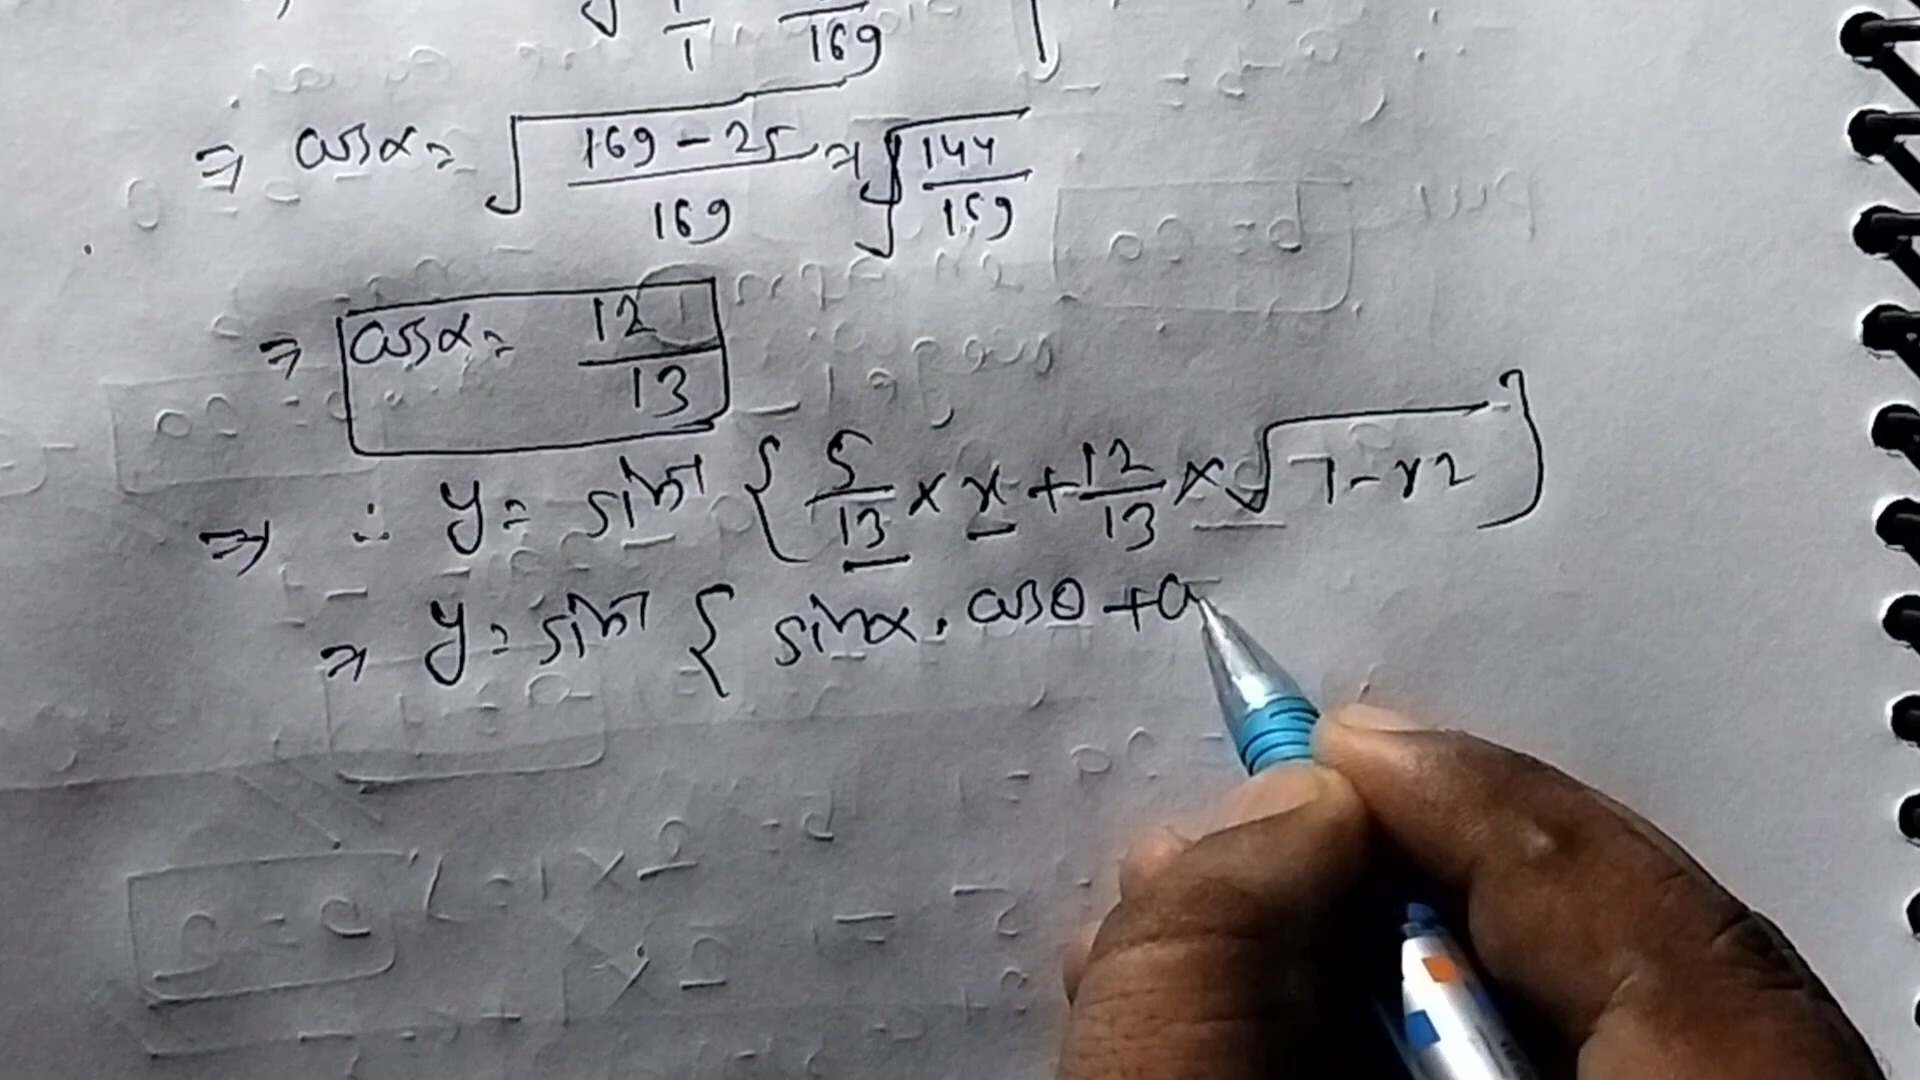 1/1 169
⇒ cosα = √(169 - 25/169) = √(144/169)
⇒ cosα = 12/13
⇒ ∴ y = sin⁻¹ { 5/13 × x + 12/13 × √(1-x2) }
⇒ y = sin⁻¹ { sinα . cosθ + c